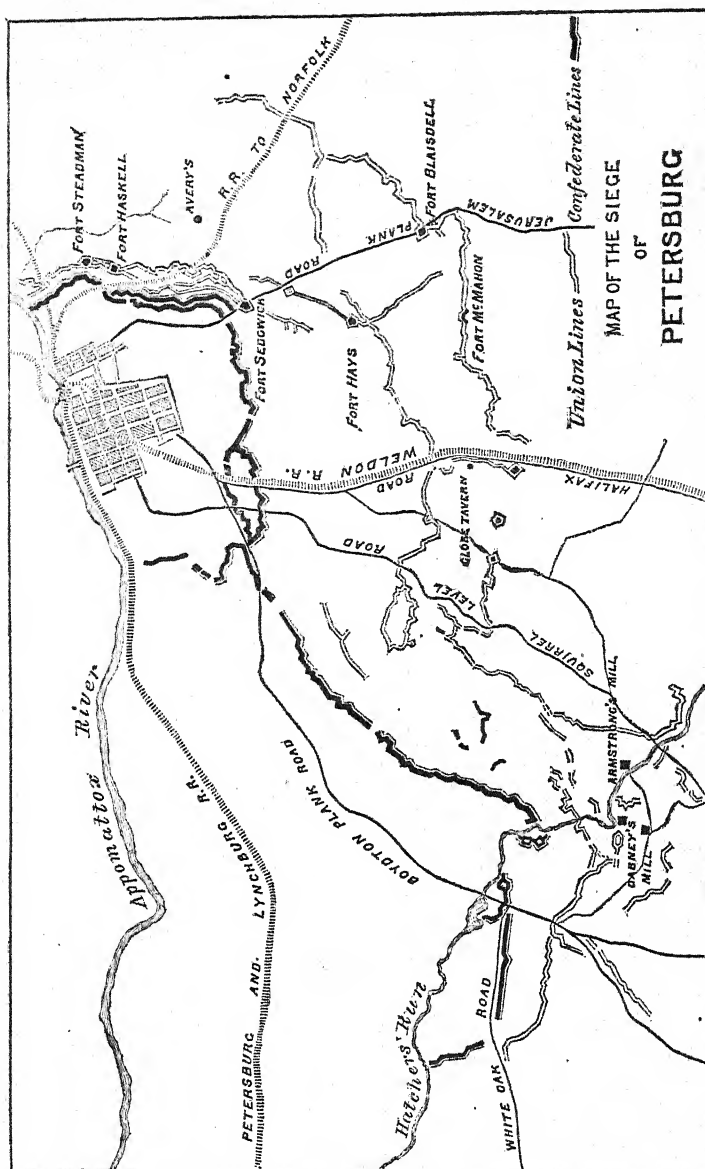 MAP OF THE SIEGE
OF
PETERSBURG
Union Lines
Confederate Lines
FORT STEADMAN
FORT HASKELL
AVERY'S
R.R. TO NORFOLK
JERUSALEM PLANK ROAD
FORT BLAISDELL
FORT SEDGWICK
FORT HAYS
FORT McMAHON
WELDON R.R.
HALIFAX ROAD
GLOBE TAVERN
SQUIRREL LEVEL ROAD
ARMSTRONG'S MILL
DABNEY'S
MILL
BOYDTON PLANK ROAD
WHITE OAK ROAD
Hatchers' Run
Appomattox River
PETERSBURG AND LYNCHBURG R.R.